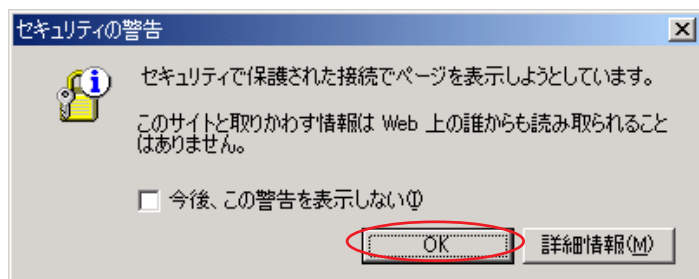 セキュリティの警告
セキュリティで保護された接続でページを表示しようとしています。
このサイトと取りかわす情報は Web 上の誰からも読み取られること
はありません。
今後、この警告を表示しない(I)
OK
詳細情報(M)